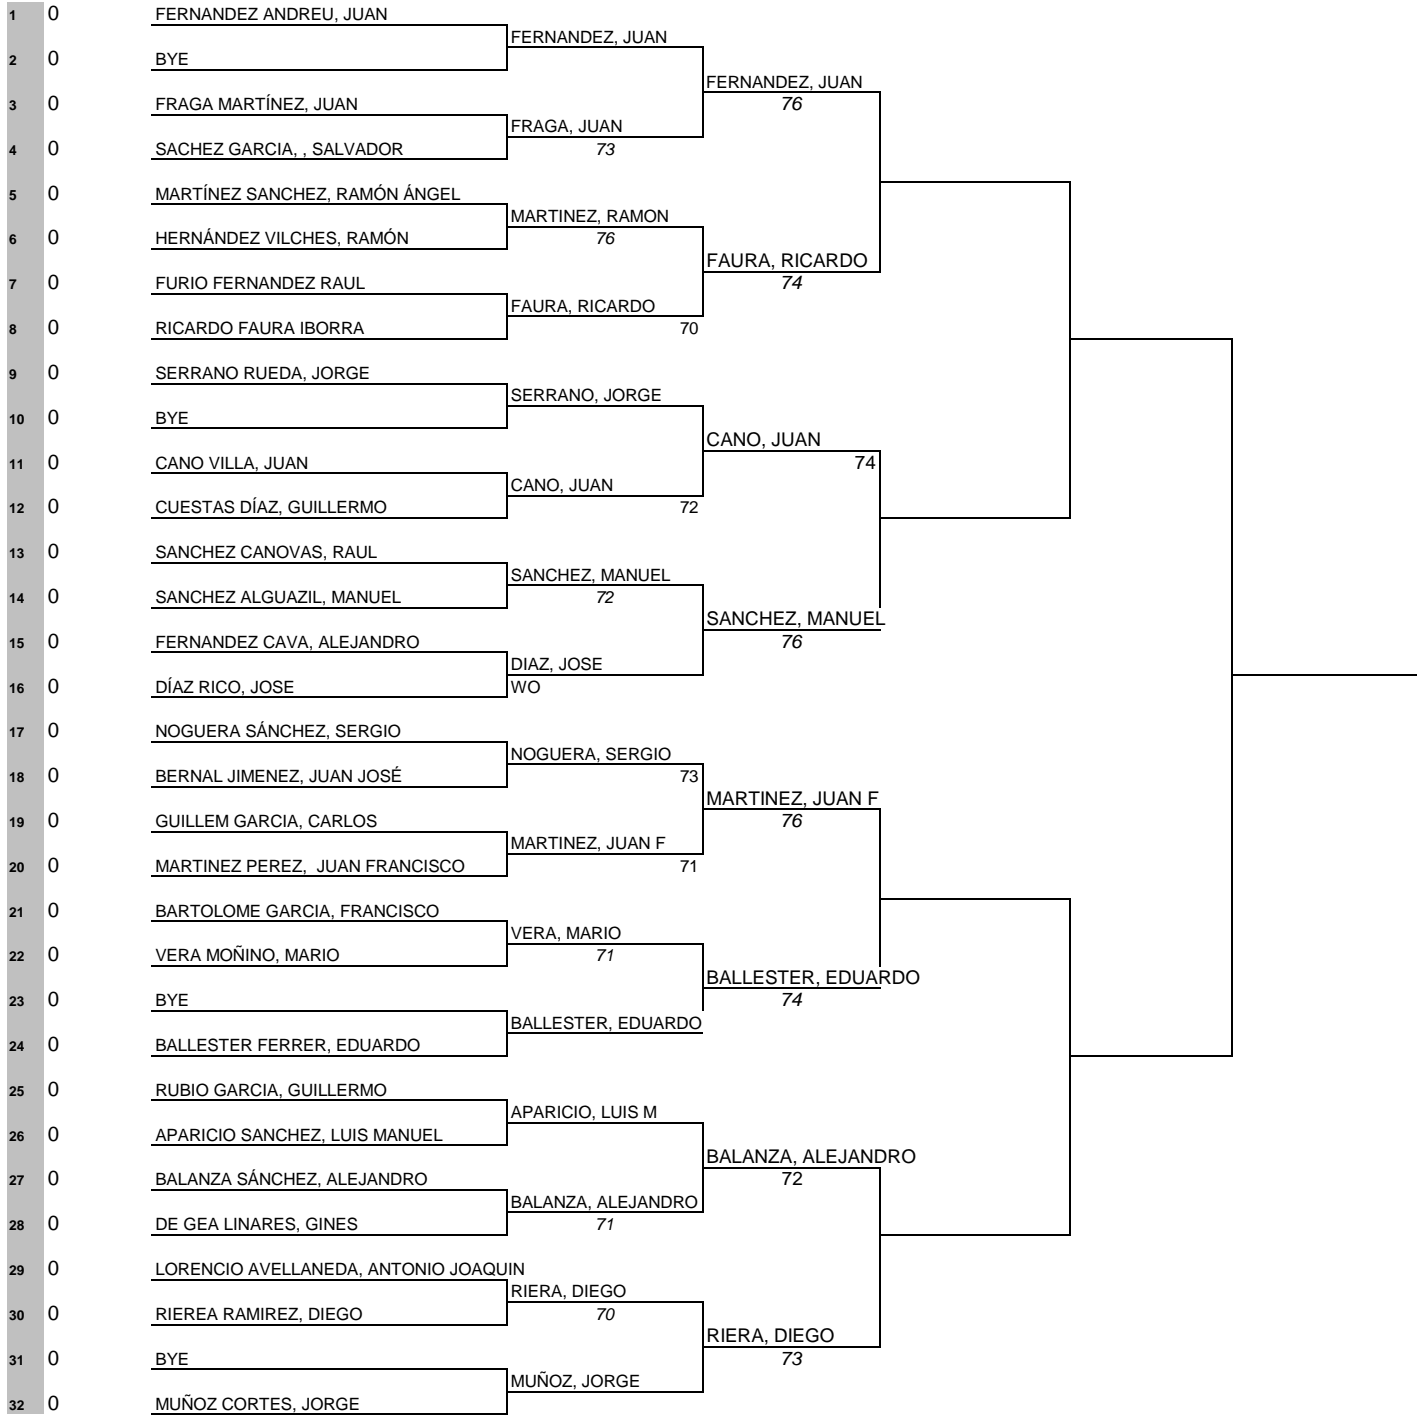 1 0 FERNANDEZ ANDREU, JUAN
FERNANDEZ, JUAN
2 0 BYE
FERNANDEZ, JUAN
76
3 0 FRAGA MARTÍNEZ, JUAN
FRAGA, JUAN
73
4 0 SACHEZ GARCIA, , SALVADOR
5 0 MARTÍNEZ SANCHEZ, RAMÓN ÁNGEL
MARTINEZ, RAMON
76
6 0 HERNÁNDEZ VILCHES, RAMÓN
FAURA, RICARDO
74
7 0 FURIO FERNANDEZ RAUL
FAURA, RICARDO
70
8 0 RICARDO FAURA IBORRA
9 0 SERRANO RUEDA, JORGE
SERRANO, JORGE
10 0 BYE
CANO, JUAN
74
11 0 CANO VILLA, JUAN
CANO, JUAN
72
12 0 CUESTAS DÍAZ, GUILLERMO
13 0 SANCHEZ CANOVAS, RAUL
SANCHEZ, MANUEL
72
14 0 SANCHEZ ALGUAZIL, MANUEL
SANCHEZ, MANUEL
76
15 0 FERNANDEZ CAVA, ALEJANDRO
DIAZ, JOSE
WO
16 0 DÍAZ RICO, JOSE
17 0 NOGUERA SÁNCHEZ, SERGIO
NOGUERA, SERGIO
73
18 0 BERNAL JIMENEZ, JUAN JOSÉ
MARTINEZ, JUAN F
76
19 0 GUILLEM GARCIA, CARLOS
MARTINEZ, JUAN F
71
20 0 MARTINEZ PEREZ, JUAN FRANCISCO
21 0 BARTOLOME GARCIA, FRANCISCO
VERA, MARIO
71
22 0 VERA MOÑINO, MARIO
BALLESTER, EDUARDO
74
23 0 BYE
BALLESTER, EDUARDO
24 0 BALLESTER FERRER, EDUARDO
25 0 RUBIO GARCIA, GUILLERMO
APARICIO, LUIS M
26 0 APARICIO SANCHEZ, LUIS MANUEL
BALANZA, ALEJANDRO
72
27 0 BALANZA SÁNCHEZ, ALEJANDRO
BALANZA, ALEJANDRO
71
28 0 DE GEA LINARES, GINES
29 0 LORENCIO AVELLANEDA, ANTONIO JOAQUIN
RIERA, DIEGO
70
30 0 RIEREA RAMIREZ, DIEGO
RIERA, DIEGO
73
31 0 BYE
MUÑOZ, JORGE
32 0 MUÑOZ CORTES, JORGE